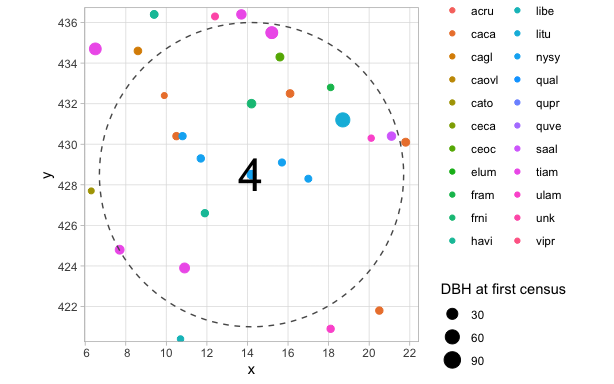 436
434
432
430
428
426
424
422
y
4
6 8 10 12 14 16 18 20 22
x
acru libe
caca litu
cagl nysy
caovl qual
cato qupr
ceca quve
ceoc saal
elum tiam
fram ulam
frni unk
havi vipr
DBH at first census
30
60
90